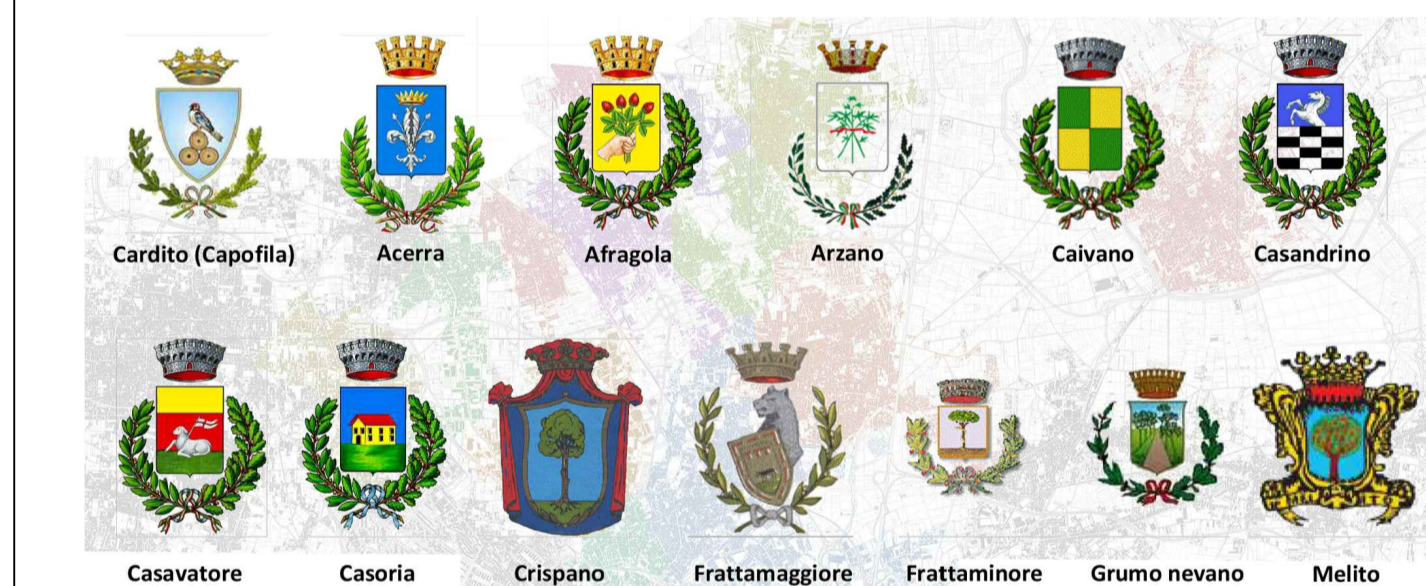 Cardito (Capofila) Acerra Afragola Arzano Caivano Casandrino
Casavatore Casoria Crispano Frattamaggiore Frattaminore Grumo nevano Melito